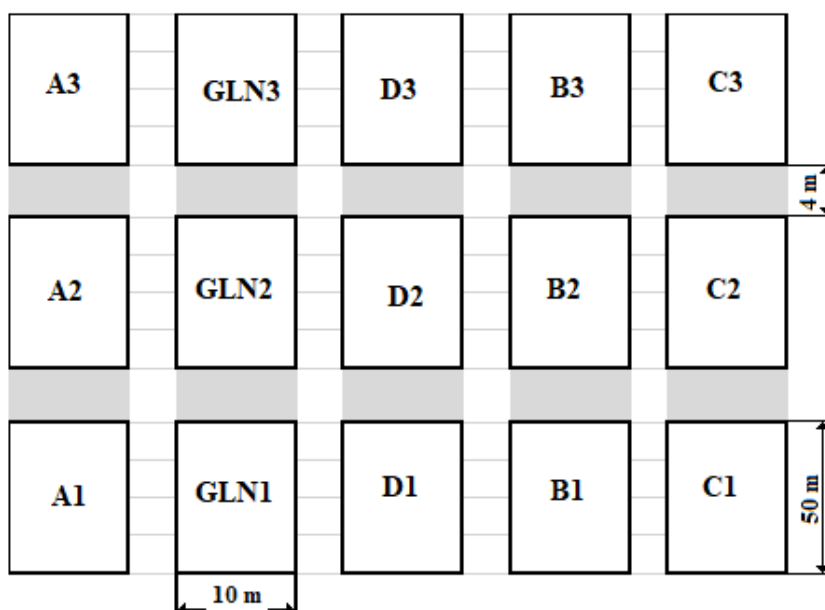 A3 GLN3 D3 B3 C3
4 m
A2 GLN2 D2 B2 C2
A1 GLN1 D1 B1 C1
50 m
10 m